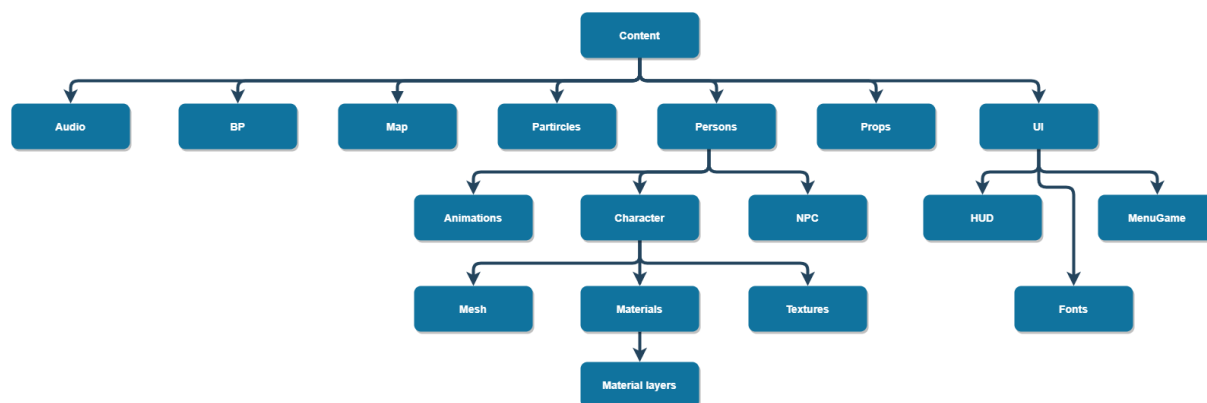 Content
Audio
BP
Map
Partircles
Persons
Props
UI
Animations
Character
NPC
HUD
MenuGame
Mesh
Materials
Textures
Fonts
Material layers